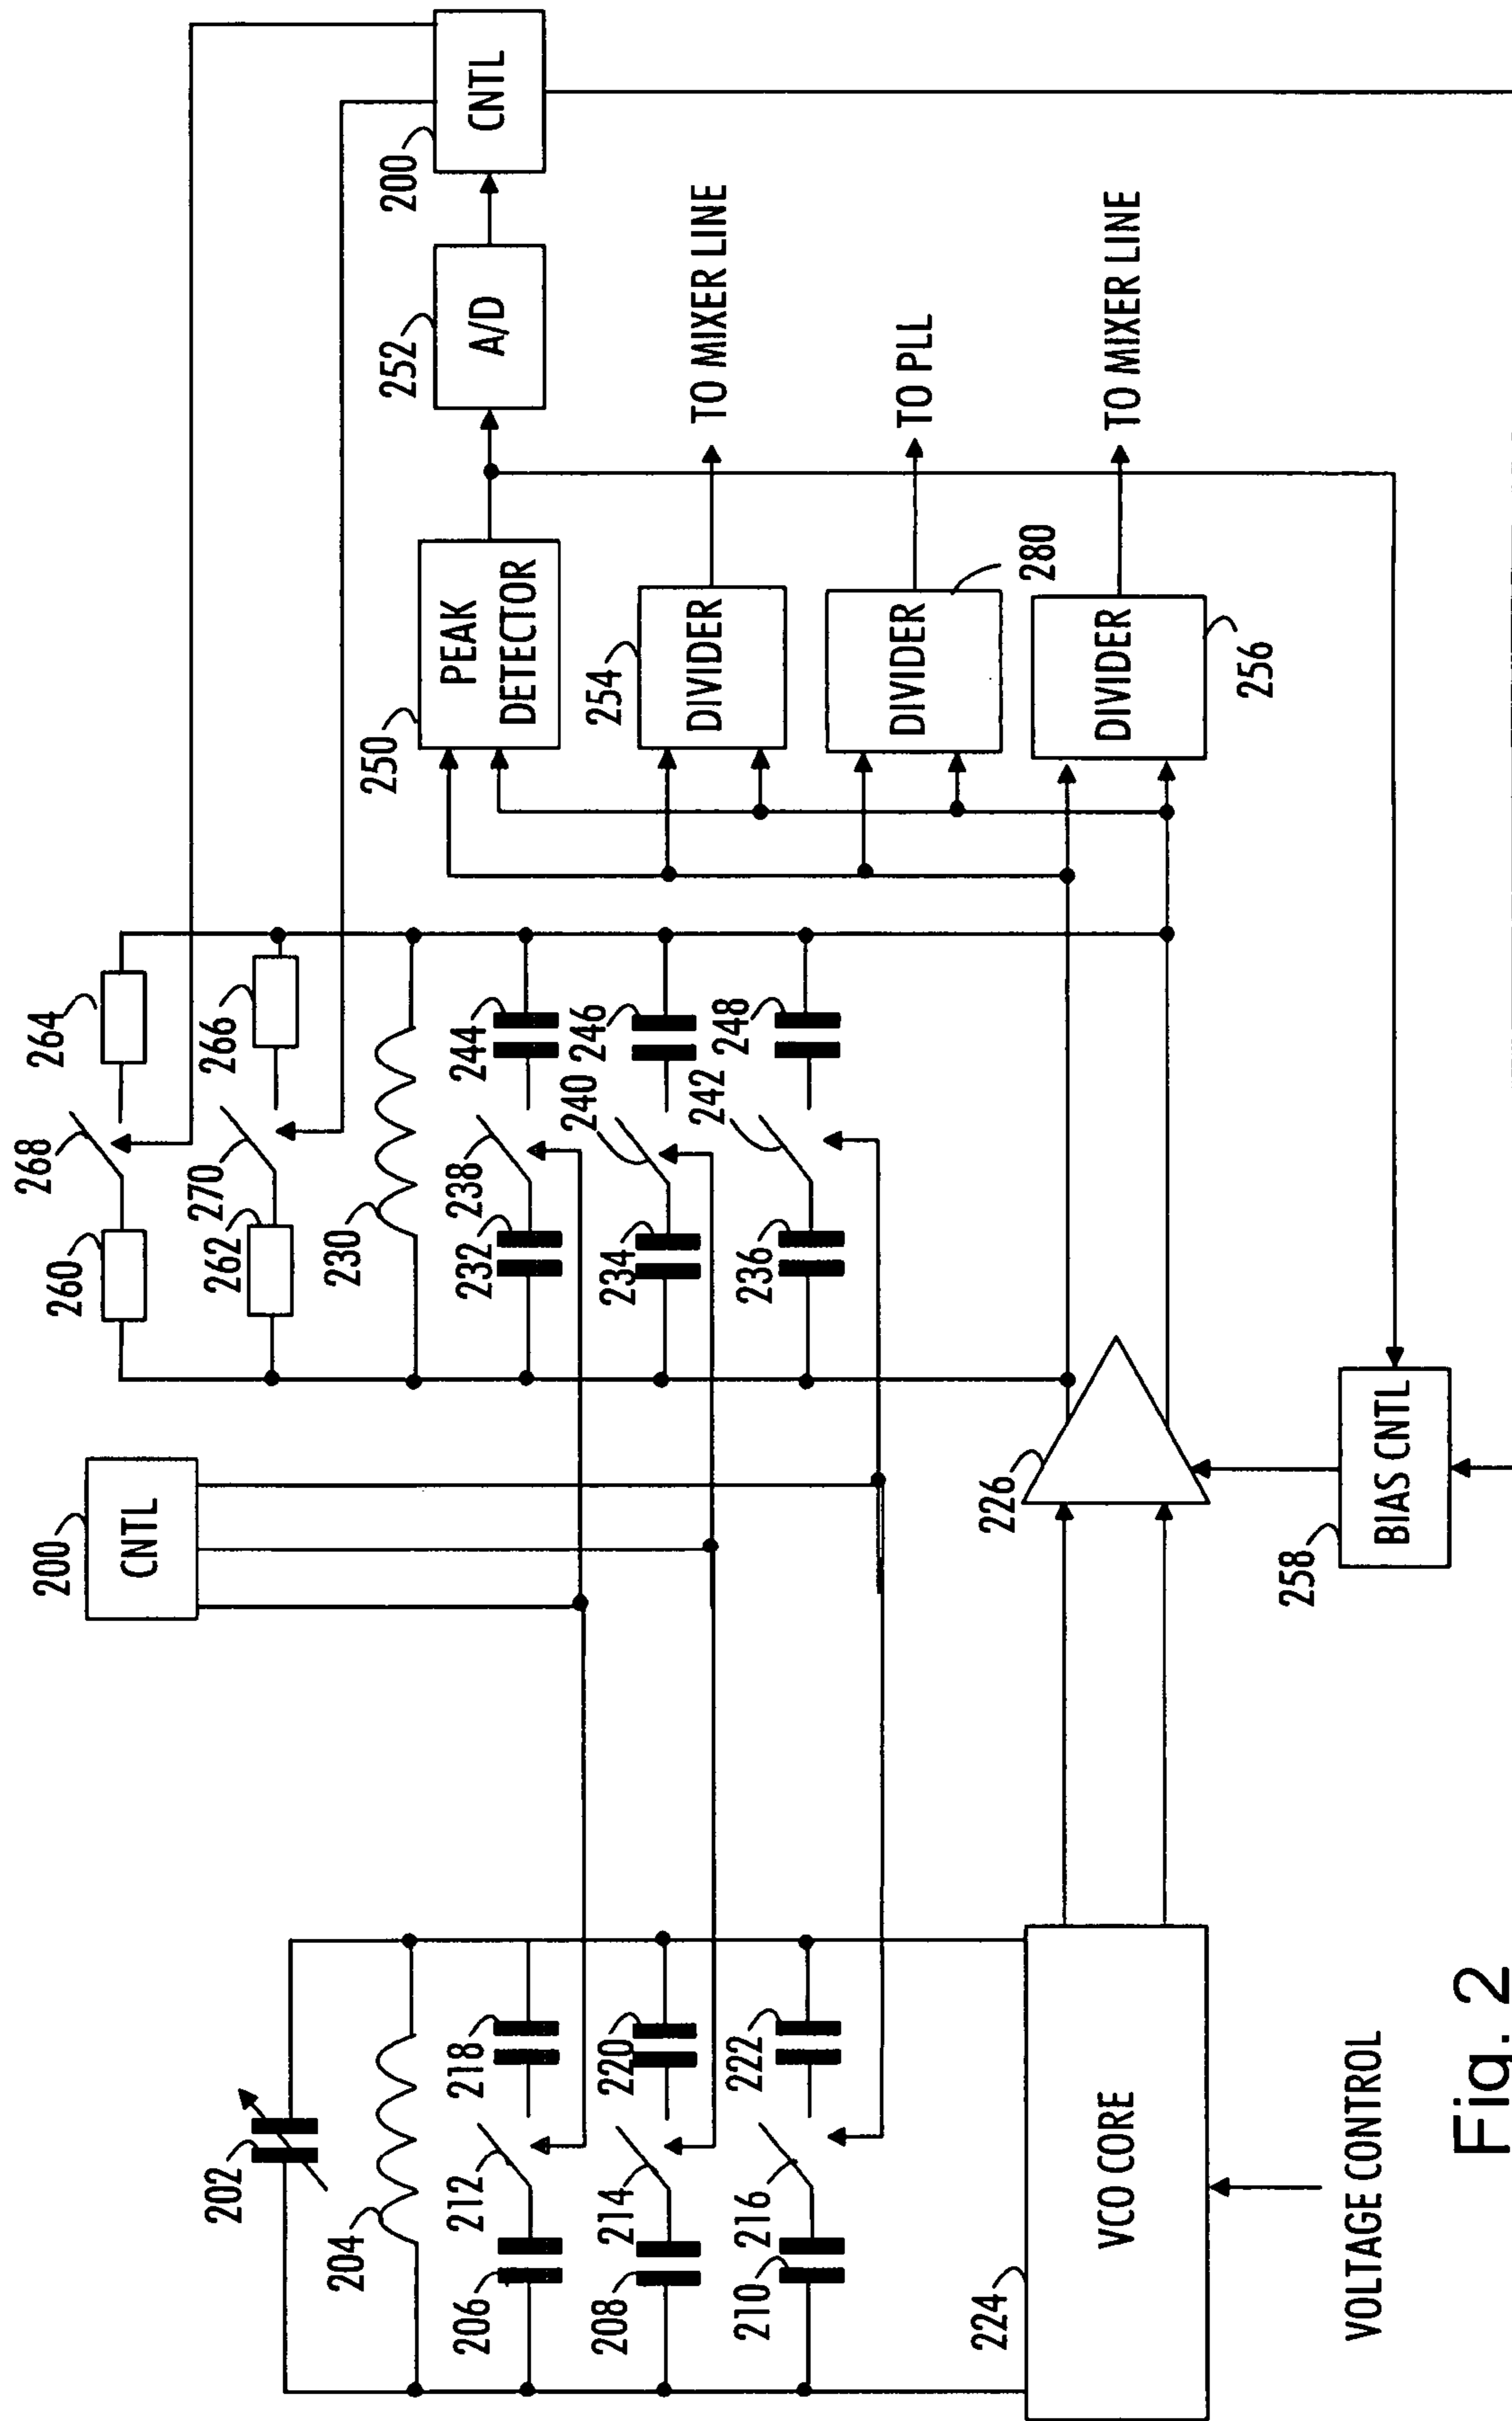 268
264
260
270
266
262
230
200
CNTL
200
CNTL
252
A/D
250
PEAK
DETECTOR
202
204
218
212
206
220
214
208
222
216
210
244
238
232
246
240
234
248
242
236
254
DIVIDER
TO MIXER LINE
DIVIDER
280
TO PLL
DIVIDER
256
TO MIXER LINE
224
VCO CORE
226
258
BIAS CNTL
VOLTAGE CONTROL
Fig. 2